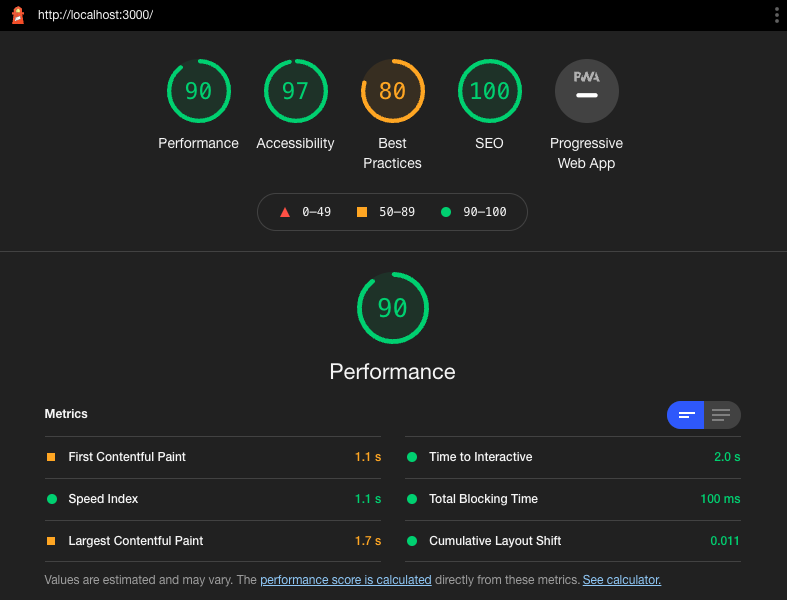 http://localhost:3000/
90 97 80 100 PWA
Performance Accessibility Best Practices SEO Progressive Web App
0–49 50–89 90–100
90
Performance
Metrics
First Contentful Paint 1.1 s Time to Interactive 2.0 s
Speed Index 1.1 s Total Blocking Time 100 ms
Largest Contentful Paint 1.7 s Cumulative Layout Shift 0.011
Values are estimated and may vary. The performance score is calculated directly from these metrics. See calculator.